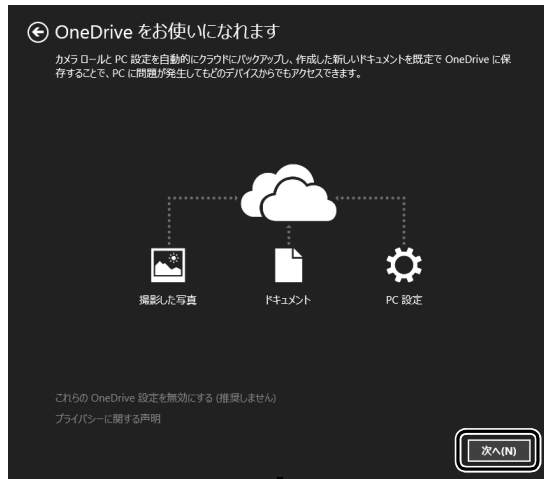 OneDrive をお使いになれます
カメラ ロールと PC 設定を自動的にクラウドにバックアップし、作成した新しいドキュメントを既定で OneDrive に保
存することで、PC に問題が発生してもどのデバイスからでもアクセスできます。
撮影した写真
ドキュメント
PC 設定
これらの OneDrive 設定を無効にする (推奨しません)
プライバシーに関する声明
次へ(N)